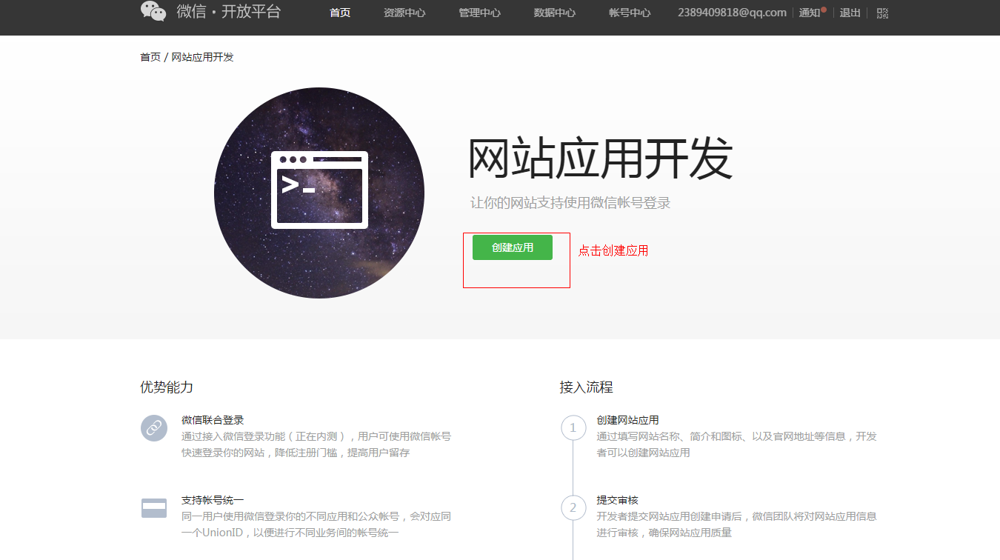 微信·开放平台 首页 资源中心 管理中心 数据中心 帐号中心 2389409818@qq.com 通知 退出
首页 / 网站应用开发
>_
网站应用开发
让你的网站支持使用微信帐号登录
创建应用 点击创建应用
优势能力
微信联合登录
通过接入微信登录功能（正在内测），用户可使用微信帐号
快速登录你的网站，降低注册门槛，提高用户留存
支持帐号统一
同一用户使用微信登录你的不同应用和公众帐号，会对应同
一个UnionID，以便进行不同业务间的帐号统一
接入流程
1 创建网站应用
通过填写网站名称、简介和图标、以及官网地址等信息，开发
者可以创建网站应用
2 提交审核
开发者提交网站应用创建申请后，微信团队将对网站应用信息
进行审核，确保网站应用质量